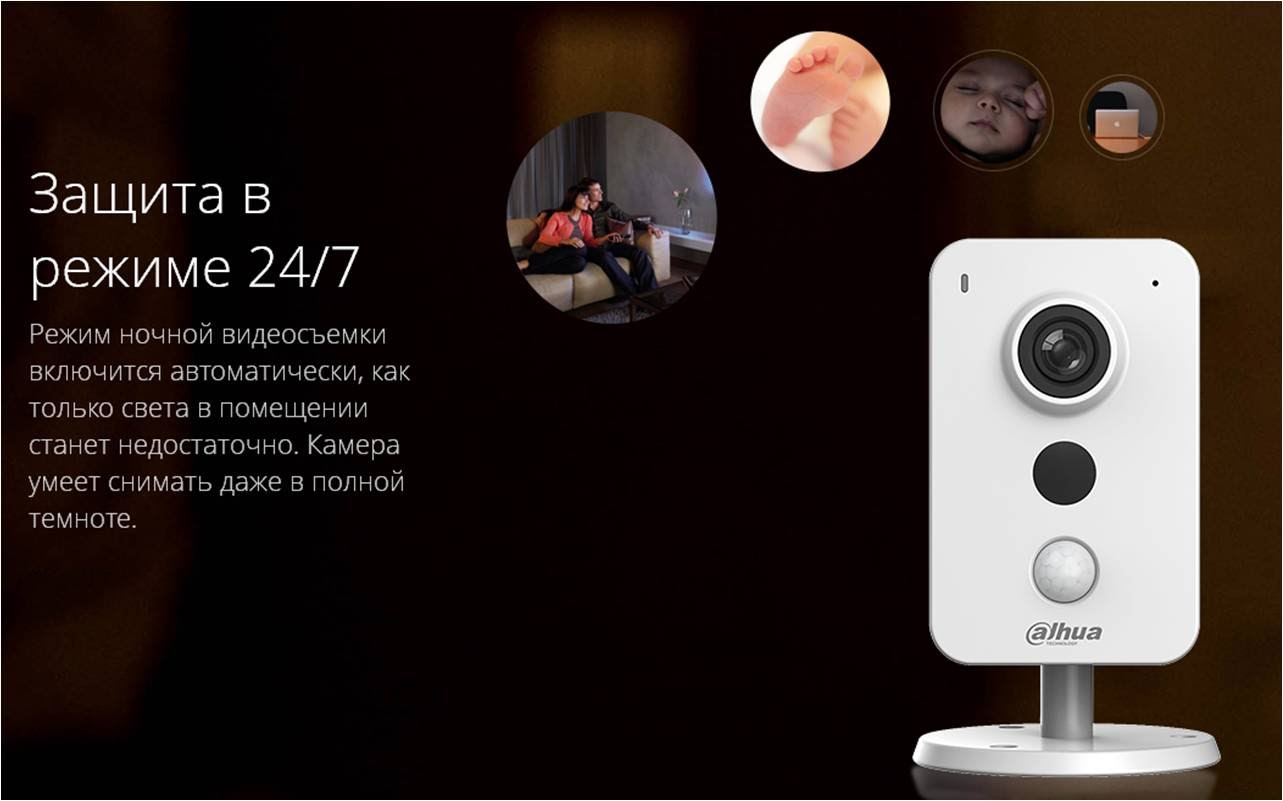 Защита в
режиме 24/7
Режим ночной видеосъемки
включится автоматически, как
только света в помещении
станет недостаточно. Камера
умеет снимать даже в полной
темноте.
alhua
TECHNOLOGY